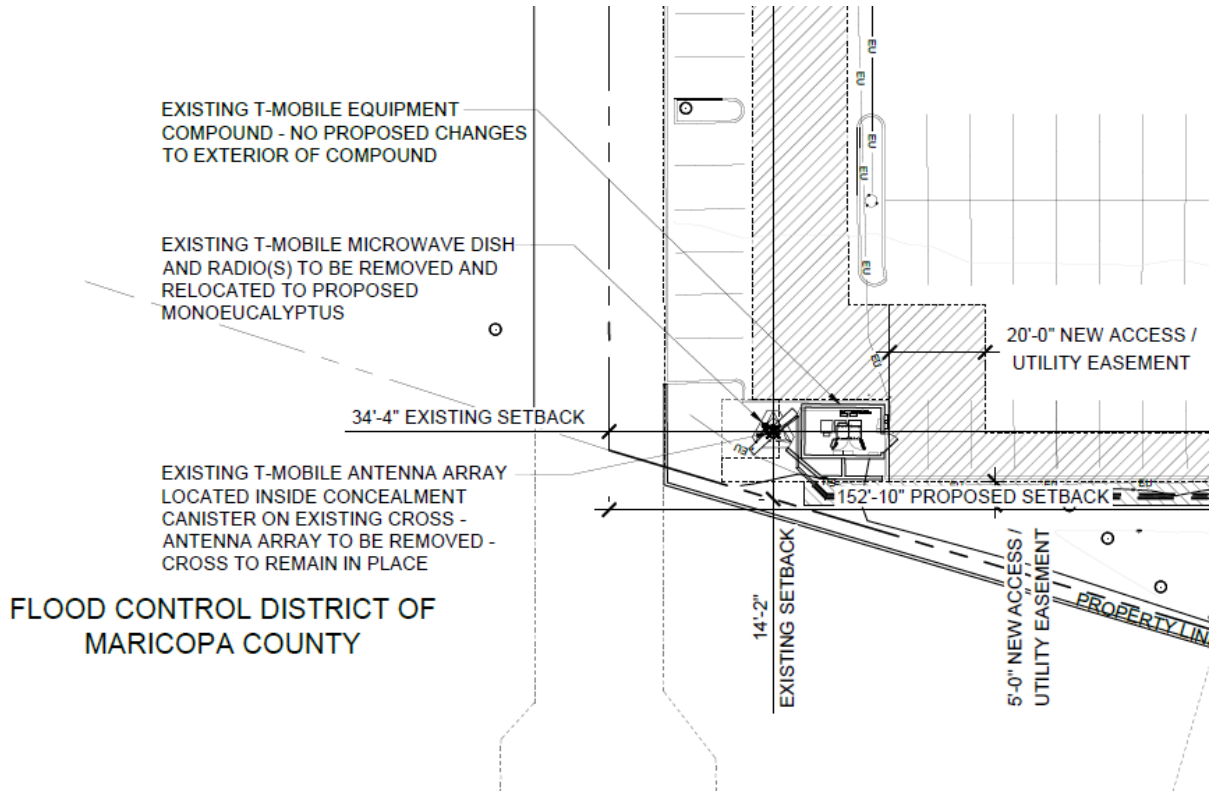 EXISTING T-MOBILE EQUIPMENT
COMPOUND - NO PROPOSED CHANGES
TO EXTERIOR OF COMPOUND
EXISTING T-MOBILE MICROWAVE DISH
AND RADIO(S) TO BE REMOVED AND
RELOCATED TO PROPOSED
MONOEUCALYPTUS
20'-0" NEW ACCESS /
UTILITY EASEMENT
34'-4" EXISTING SETBACK
EXISTING T-MOBILE ANTENNA ARRAY
LOCATED INSIDE CONCEALMENT
CANISTER ON EXISTING CROSS -
ANTENNA ARRAY TO BE REMOVED -
CROSS TO REMAIN IN PLACE
152'-10" PROPOSED SETBACK
14'-2"
EXISTING SETBACK
5'-0" NEW ACCESS /
UTILITY EASEMENT
PROPERTY LIN
FLOOD CONTROL DISTRICT OF
MARICOPA COUNTY
EU
EU
EU
EU
EU
EU
EU
EU
EU